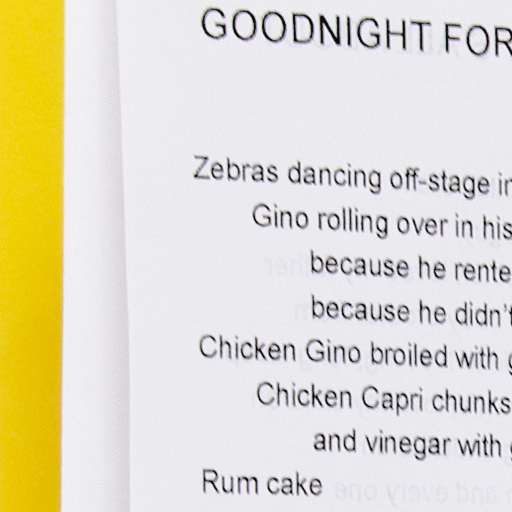 GOODNIGHT FOR
Zebras dancing off-stage in
Gino rolling over in his
because he rente
because he didn't
Chicken Gino broiled with g
Chicken Capri chunks
and vinegar with
Rum cake